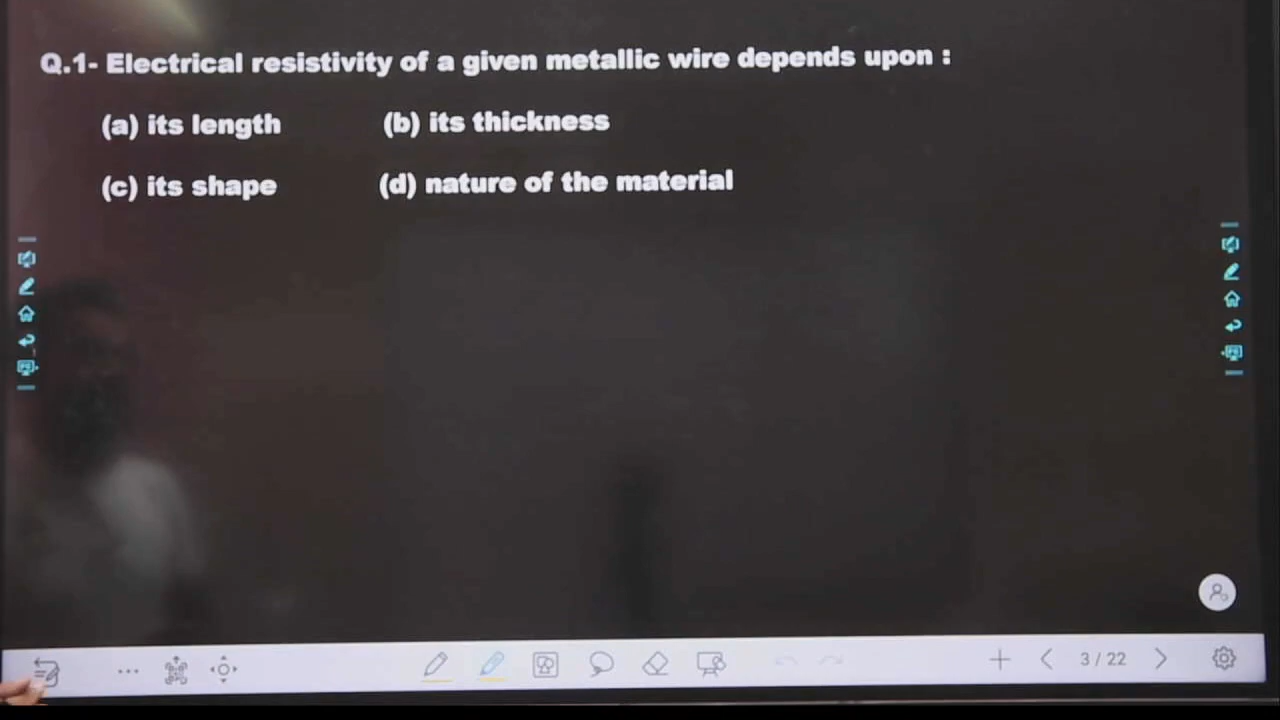 Q.1- Electrical resistivity of a given metallic wire depends upon :
(a) its length (b) its thickness
(c) its shape (d) nature of the material
3 / 22